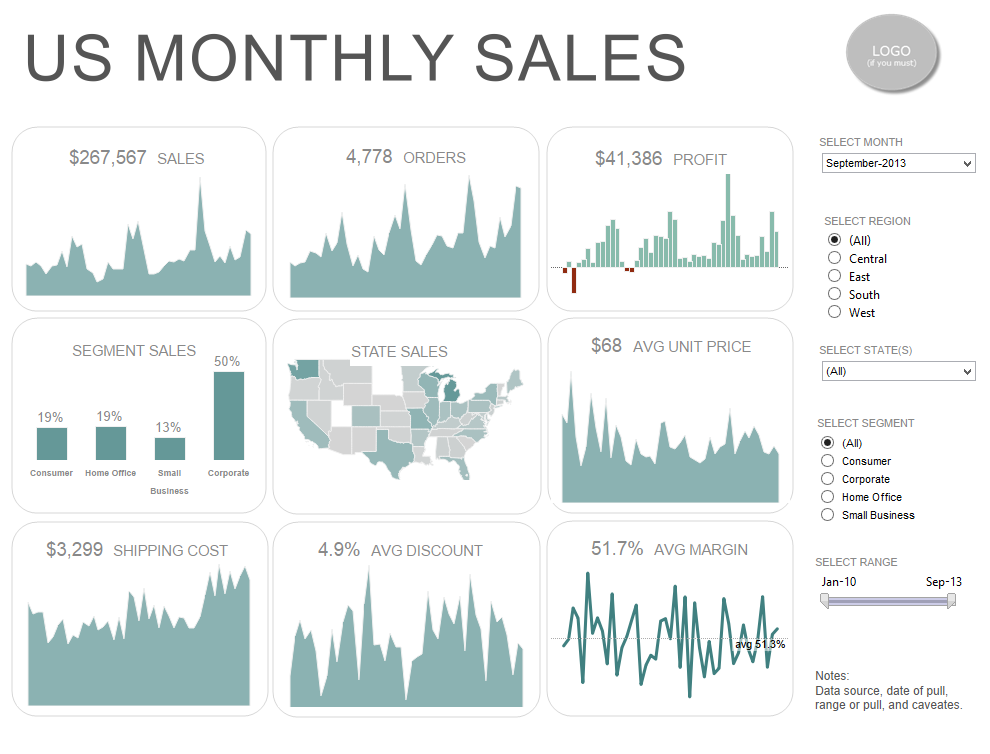 US MONTHLY SALES
LOGO
(if you must)
$267,567 SALES
4,778 ORDERS
$41,386 PROFIT
SEGMENT SALES
50%
19%
19%
13%
Consumer
Home Office
Small
Business
Corporate
STATE SALES
$68 AVG UNIT PRICE
$3,299 SHIPPING COST
4.9% AVG DISCOUNT
51.7% AVG MARGIN
avg 51.3%
SELECT MONTH
September-2013
SELECT REGION
(All)
Central
East
South
West
SELECT STATE(S)
(All)
SELECT SEGMENT
(All)
Consumer
Corporate
Home Office
Small Business
SELECT RANGE
Jan-10 Sep-13
Notes:
Data source, date of pull,
range or pull, and caveates.